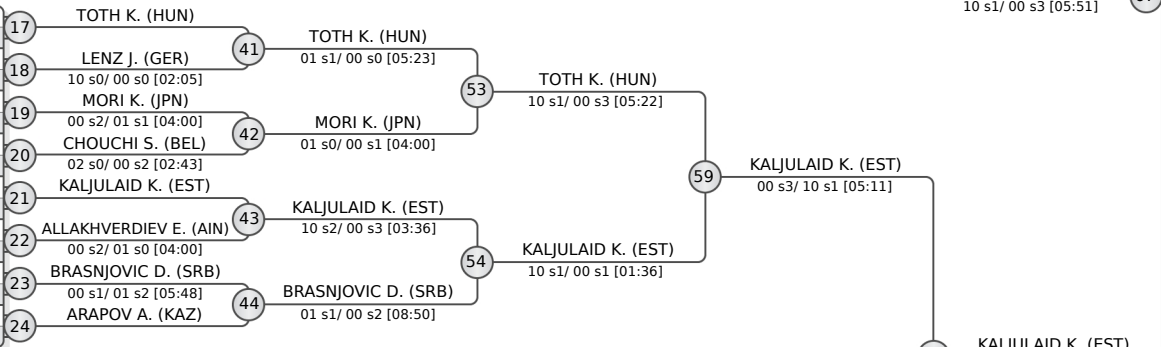 10 s1/ 00 s3 [05:51]
17
TOTH K. (HUN)
18
LENZ J. (GER)
10 s0/ 00 s0 [02:05]
41
TOTH K. (HUN)
01 s1/ 00 s0 [05:23]
19
MORI K. (JPN)
00 s2/ 01 s1 [04:00]
20
CHOUCHI S. (BEL)
02 s0/ 00 s2 [02:43]
42
MORI K. (JPN)
01 s0/ 00 s1 [04:00]
53
TOTH K. (HUN)
10 s1/ 00 s3 [05:22]
21
KALJULAID K. (EST)
22
ALLAKHVERDIEV E. (AIN)
00 s2/ 01 s0 [04:00]
43
KALJULAID K. (EST)
10 s2/ 00 s3 [03:36]
23
BRASNJOVIC D. (SRB)
00 s1/ 01 s2 [05:48]
24
ARAPOV A. (KAZ)
44
BRASNJOVIC D. (SRB)
01 s1/ 00 s2 [08:50]
54
KALJULAID K. (EST)
10 s1/ 00 s1 [01:36]
59
KALJULAID K. (EST)
00 s3/ 10 s1 [05:11]
KALJULAID K. (EST)